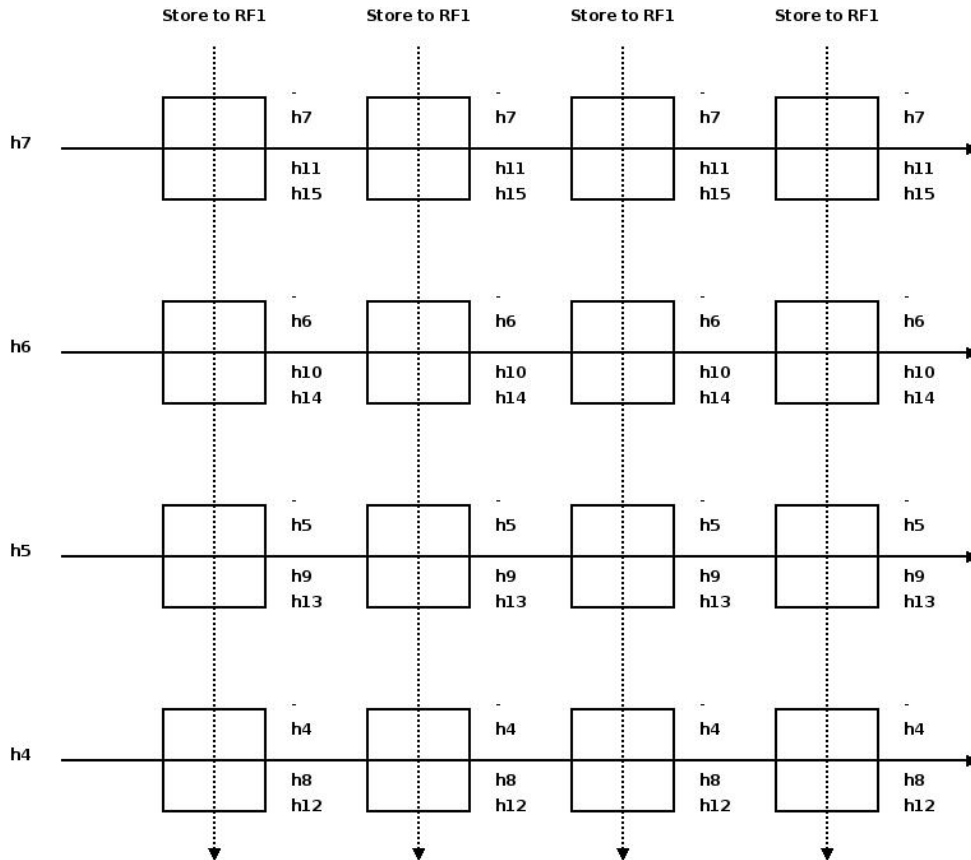 Store to RF1 Store to RF1 Store to RF1 Store to RF1
- - - -
h7 h7 h7 h7
h7
h11 h11 h11 h11
h15 h15 h15 h15
- - - -
h6 h6 h6 h6
h6
h10 h10 h10 h10
h14 h14 h14 h14
- - - -
h5 h5 h5 h5
h5
h9 h9 h9 h9
h13 h13 h13 h13
- - - -
h4 h4 h4 h4
h4
h8 h8 h8 h8
h12 h12 h12 h12